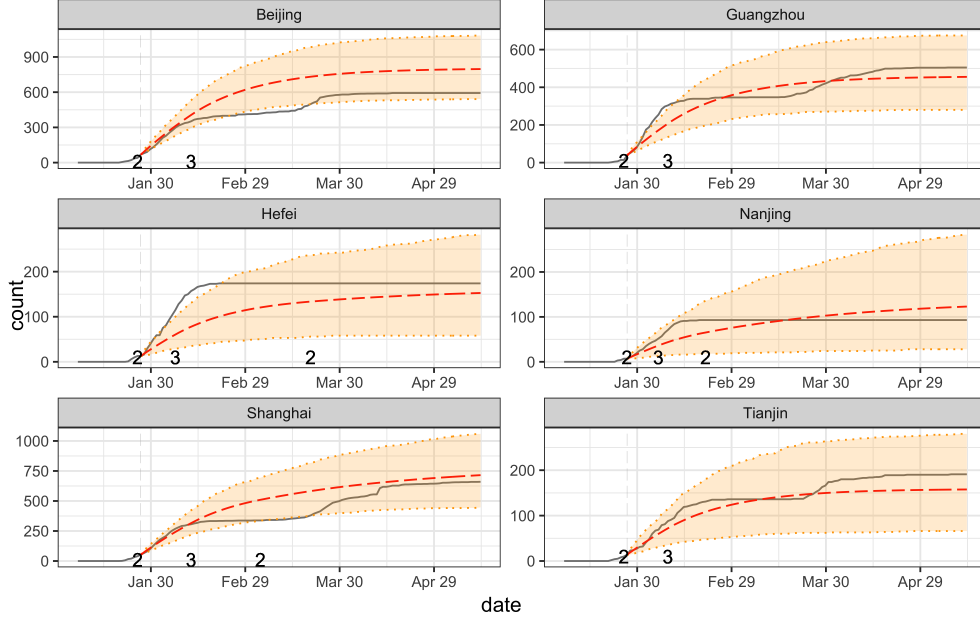 Beijing
Guangzhou
900
600
300
0
2 3
Jan 30 Feb 29 Mar 30 Apr 29
600
400
200
0
2 3
Jan 30 Feb 29 Mar 30 Apr 29
Hefei
Nanjing
200
100
0
2 3 2
Jan 30 Feb 29 Mar 30 Apr 29
200
100
0
2 3 2
Jan 30 Feb 29 Mar 30 Apr 29
Shanghai
Tianjin
1000
750
500
250
0
2 3 2
Jan 30 Feb 29 Mar 30 Apr 29
200
100
0
2 3
Jan 30 Feb 29 Mar 30 Apr 29
count
date